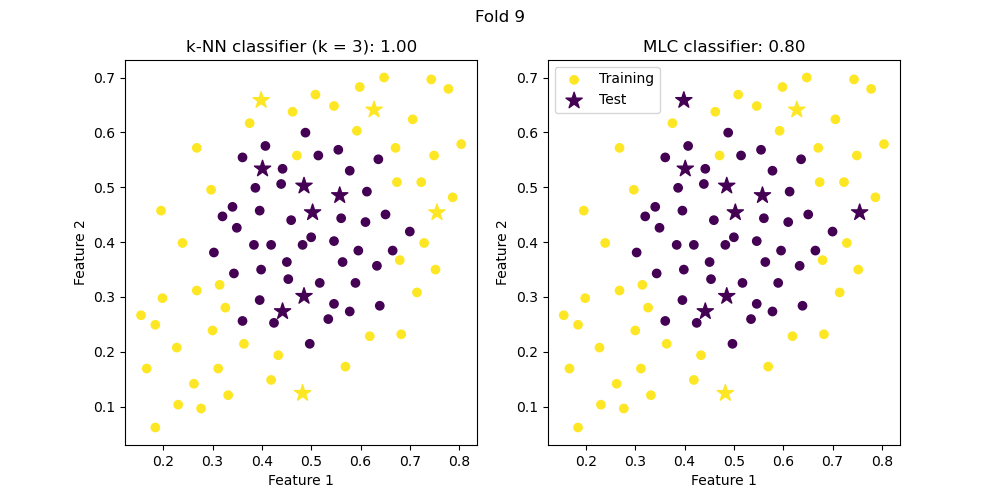 Fold 9
k-NN classifier (k = 3): 1.00
0.7
0.6
0.5
0.4
0.3
0.2
0.1
Feature 2
0.2 0.3 0.4 0.5 0.6 0.7 0.8
Feature 1
MLC classifier: 0.80
Training
Test
0.7
0.6
0.5
0.4
0.3
0.2
0.1
Feature 2
0.2 0.3 0.4 0.5 0.6 0.7 0.8
Feature 1